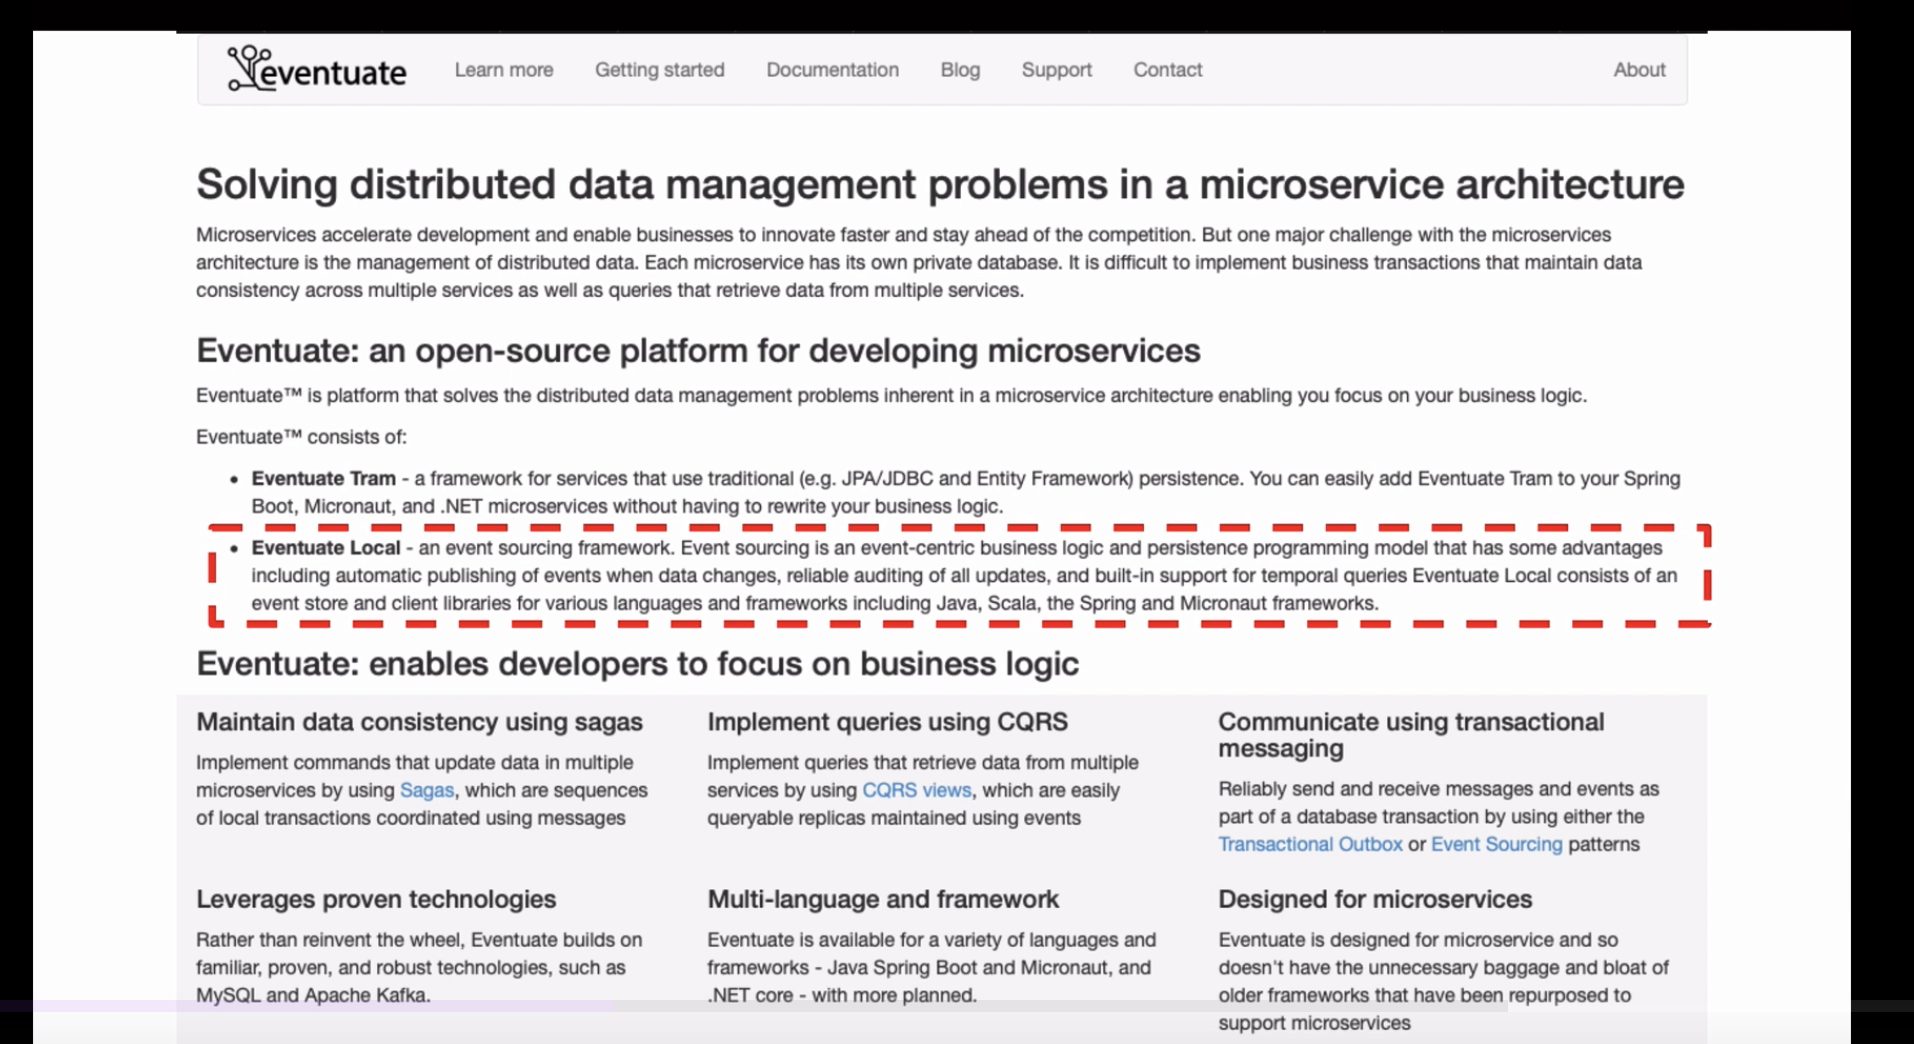 eventuate
Learn more
Getting started
Documentation
Blog
Support
Contact
About
Solving distributed data management problems in a microservice architecture
Microservices accelerate development and enable businesses to innovate faster and stay ahead of the competition. But one major challenge with the microservices
architecture is the management of distributed data. Each microservice has its own private database. It is difficult to implement business transactions that maintain data
consistency across multiple services as well as queries that retrieve data from multiple services.
Eventuate: an open-source platform for developing microservices
Eventuate™ is platform that solves the distributed data management problems inherent in a microservice architecture enabling you focus on your business logic.
Eventuate™ consists of:
• Eventuate Tram - a framework for services that use traditional (e.g. JPA/JDBC and Entity Framework) persistence. You can easily add Eventuate Tram to your Spring
Boot, Micronaut, and .NET microservices without having to rewrite your business logic.
• Eventuate Local - an event sourcing framework. Event sourcing is an event-centric business logic and persistence programming model that has some advantages
including automatic publishing of events when data changes, reliable auditing of all updates, and built-in support for temporal queries Eventuate Local consists of an
event store and client libraries for various languages and frameworks including Java, Scala, the Spring and Micronaut frameworks.
Eventuate: enables developers to focus on business logic
Maintain data consistency using sagas
Implement commands that update data in multiple
microservices by using Sagas, which are sequences
of local transactions coordinated using messages
Implement queries using CQRS
Implement queries that retrieve data from multiple
services by using CQRS views, which are easily
queryable replicas maintained using events
Communicate using transactional
messaging
Reliably send and receive messages and events as
part of a database transaction by using either the
Transactional Outbox or Event Sourcing patterns
Leverages proven technologies
Rather than reinvent the wheel, Eventuate builds on
familiar, proven, and robust technologies, such as
MySQL and Apache Kafka.
Multi-language and framework
Eventuate is available for a variety of languages and
frameworks - Java Spring Boot and Micronaut, and
.NET core - with more planned.
Designed for microservices
Eventuate is designed for microservice and so
doesn't have the unnecessary baggage and bloat of
older frameworks that have been repurposed to
support microservices